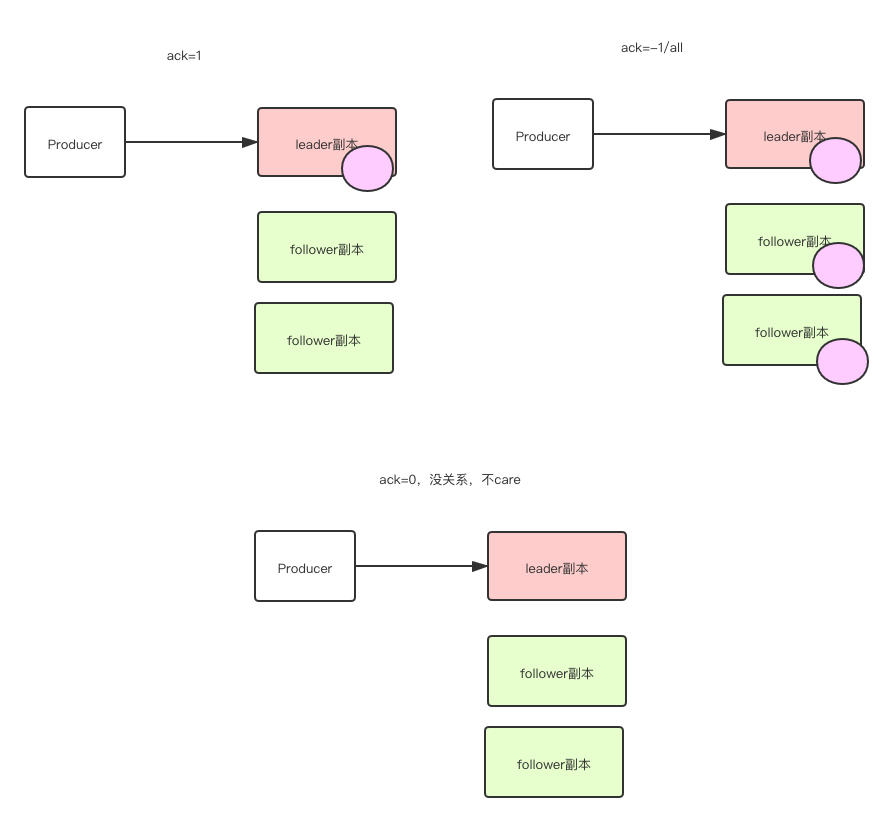 ack=1
Producer
leader副本
follower副本
follower副本
ack=-1/all
Producer
leader副本
follower副本
follower副本
ack=0，没关系，不care
Producer
leader副本
follower副本
follower副本